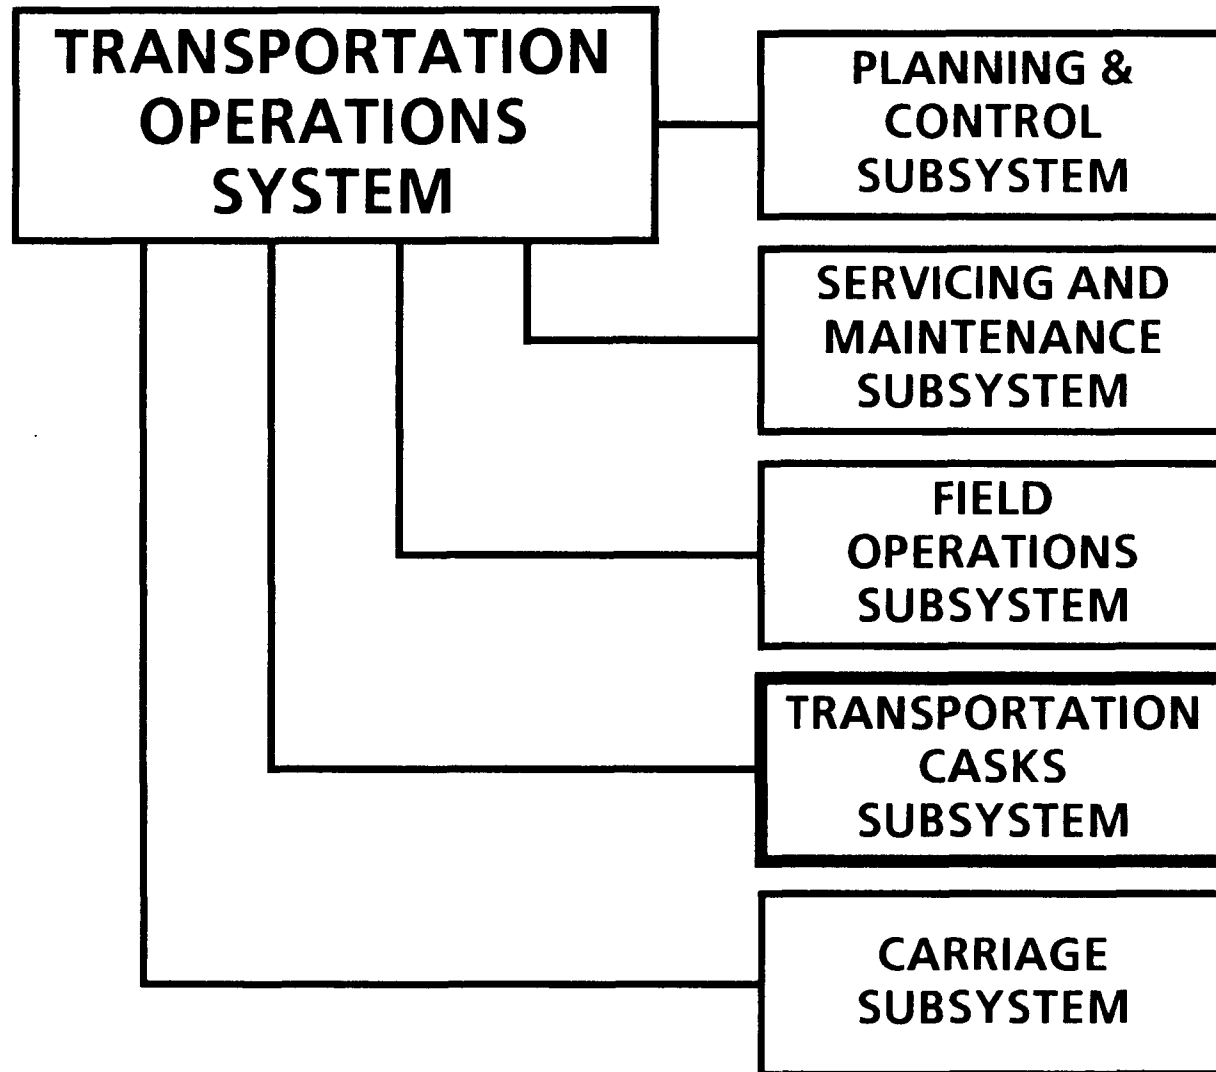 TRANSPORTATION
OPERATIONS
SYSTEM
PLANNING &
CONTROL
SUBSYSTEM
SERVICING AND
MAINTENANCE
SUBSYSTEM
FIELD
OPERATIONS
SUBSYSTEM
TRANSPORTATION
CASKS
SUBSYSTEM
CARRIAGE
SUBSYSTEM